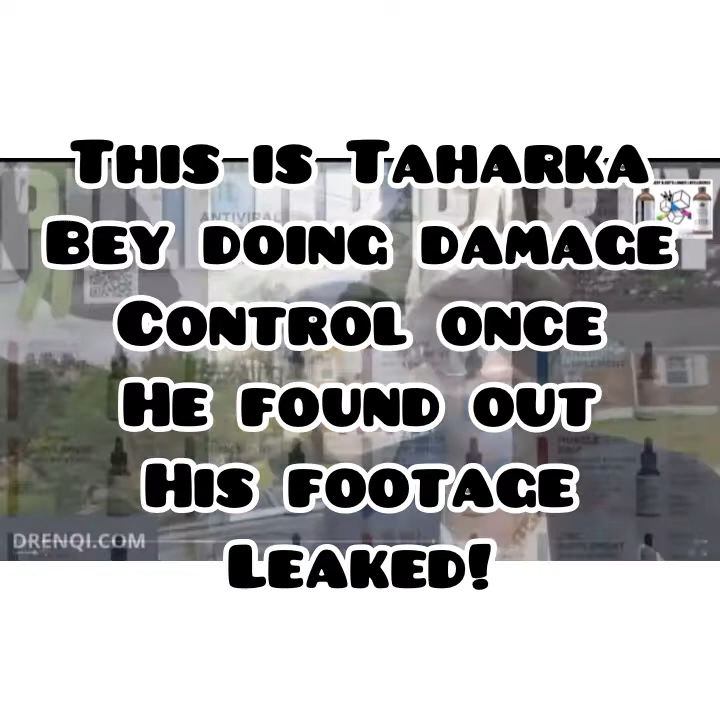 This is Taharka
Bey doing damage
Control once
He found out
His footage
Leaked!
ANTIVIRAL
DRENQI.COM